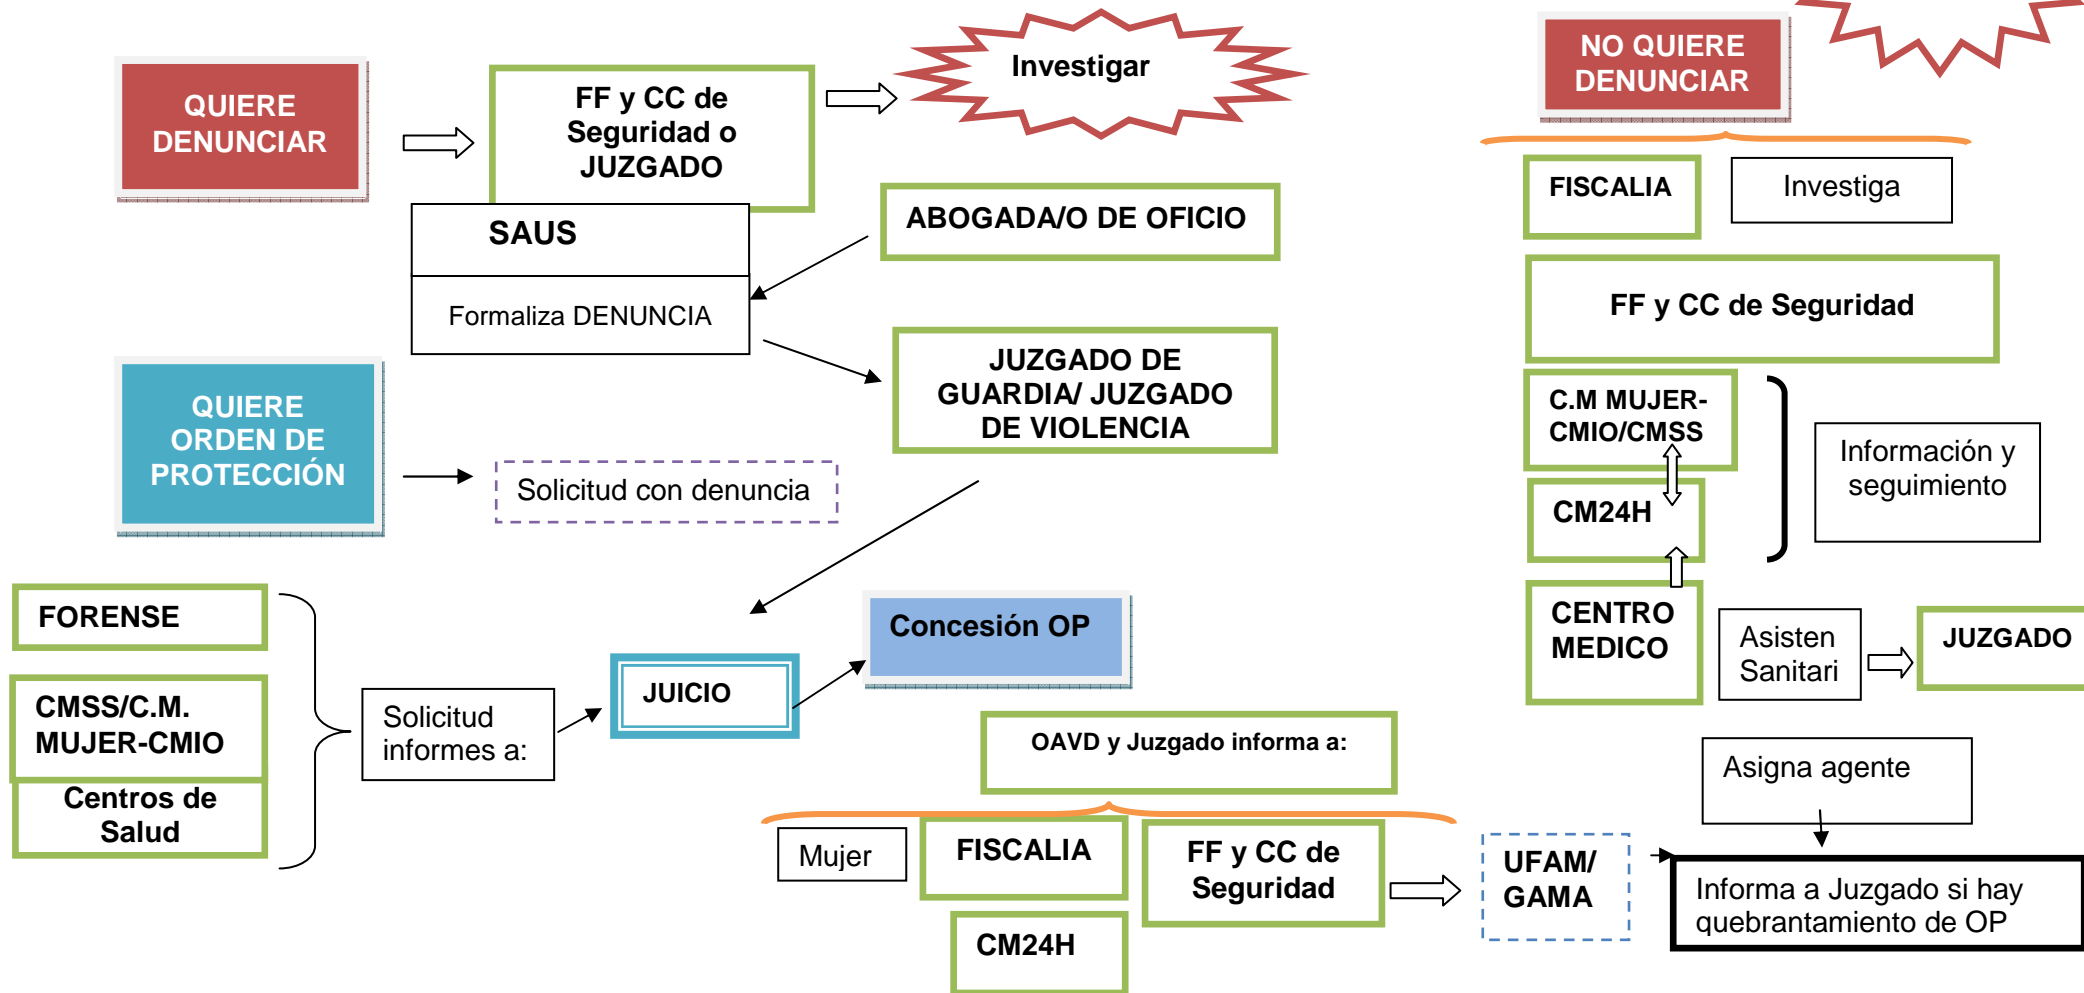 QUIERE
DENUNCIAR
FF y CC de
Seguridad o
JUZGADO
Investigar
SAUS
Formaliza DENUNCIA
ABOGADA/O DE OFICIO
JUZGADO DE
GUARDIA/ JUZGADO
DE VIOLENCIA
QUIERE
ORDEN DE
PROTECCIÓN
Solicitud con denuncia
FORENSE
CMSS/C.M.
MUJER-CMIO
Centros de
Salud
Solicitud
informes a:
JUICIO
Concesión OP
OAVD y Juzgado informa a:
Mujer
FISCALIA
FF y CC de
Seguridad
CM24H
UFAM/
GAMA
NO QUIERE
DENUNCIAR
FISCALIA
Investiga
FF y CC de Seguridad
C.M MUJER-
CMIO/CMSS
CM24H
Información y
seguimiento
CENTRO
MEDICO
Asisten
Sanitari
JUZGADO
Asigna agente
Informa a Juzgado si hay
quebrantamiento de OP